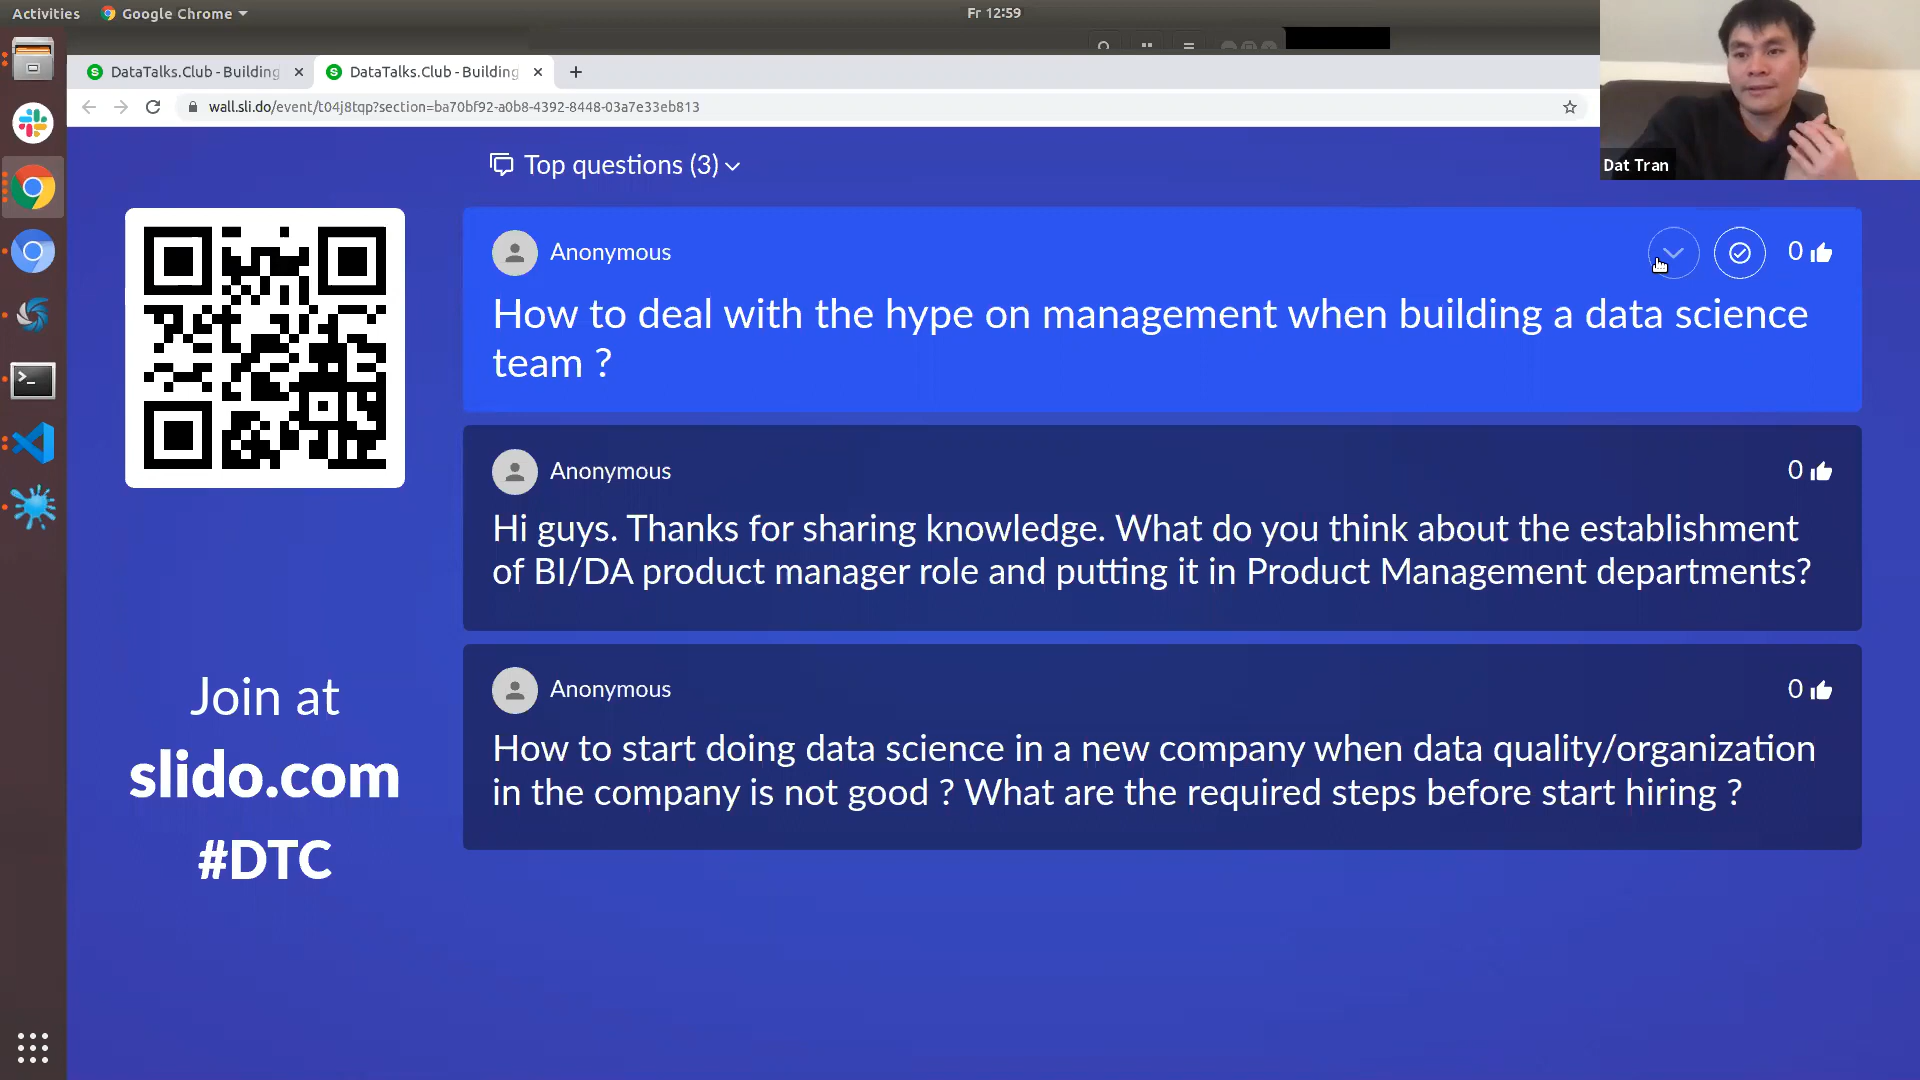 Activities
Google Chrome
Fr 12:59
DataTalks.Club - Building
DataTalks.Club - Building
wall.sli.do/event/t04j8tqp?section=ba70bf92-a0b8-4392-8448-03a7e33eb813
Dat Tran
Top questions (3)
Anonymous
0
How to deal with the hype on management when building a data science
team ?
Anonymous
0
Hi guys. Thanks for sharing knowledge. What do you think about the establishment
of BI/DA product manager role and putting it in Product Management departments?
Anonymous
0
How to start doing data science in a new company when data quality/organization
in the company is not good ? What are the required steps before start hiring ?
Join at
slido.com
#DTC